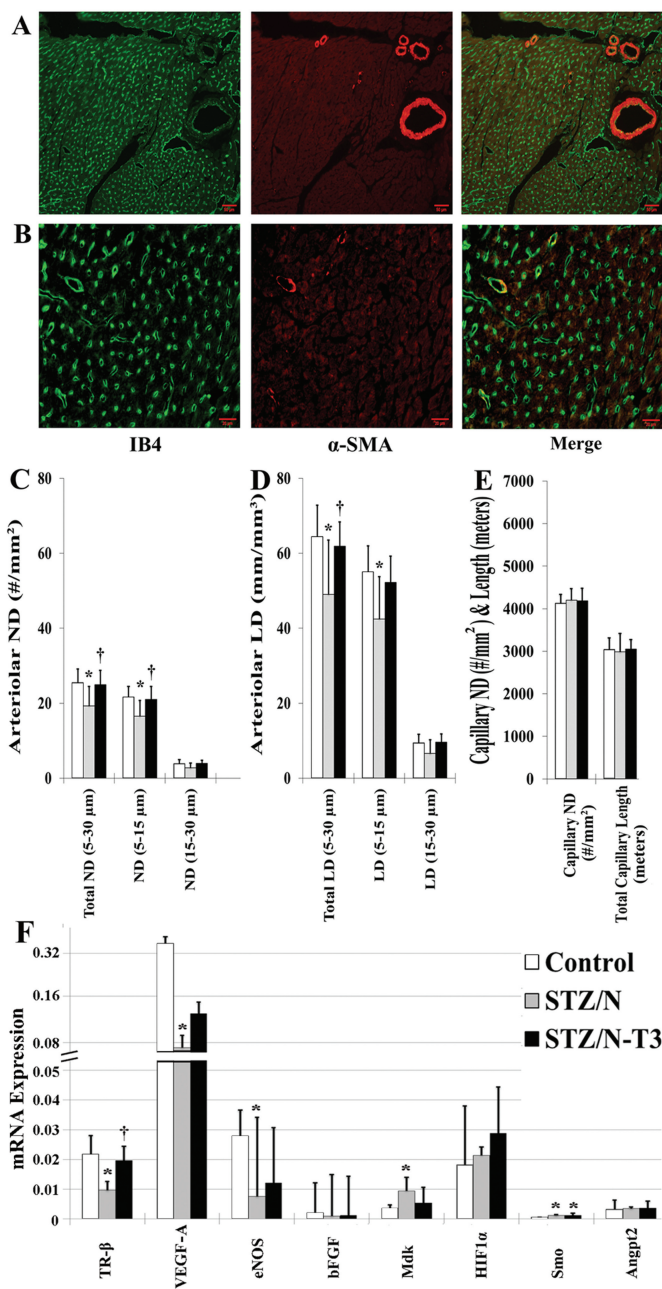 A
B
IB4 α-SMA Merge
C
Arteriolar ND (#/mm²)
80
60
40
20
0
Total ND (5-30 µm)
ND (5-15 µm)
ND (15-30 µm)
* †
* †
D
Arteriolar LD (mm/mm³)
80
60
40
20
0
Total LD (5-30 µm)
LD (5-15 µm)
LD (15-30 µm)
* †
*
E
Capillary ND (#/mm²) & Length (meters)
7000
6000
5000
4000
3000
2000
1000
0
Capillary ND
(#/mm²)
Total Capillary Length
(meters)
F
mRNA Expression
0.32
0.16
0.08
0.05
0.04
0.03
0.02
0.01
0
* †
*
*
*
* *
TR-β
VEGF-A
eNOS
bFGF
Mdk
HIF1α
Smo
Angpt2
Control
STZ/N
STZ/N-T3